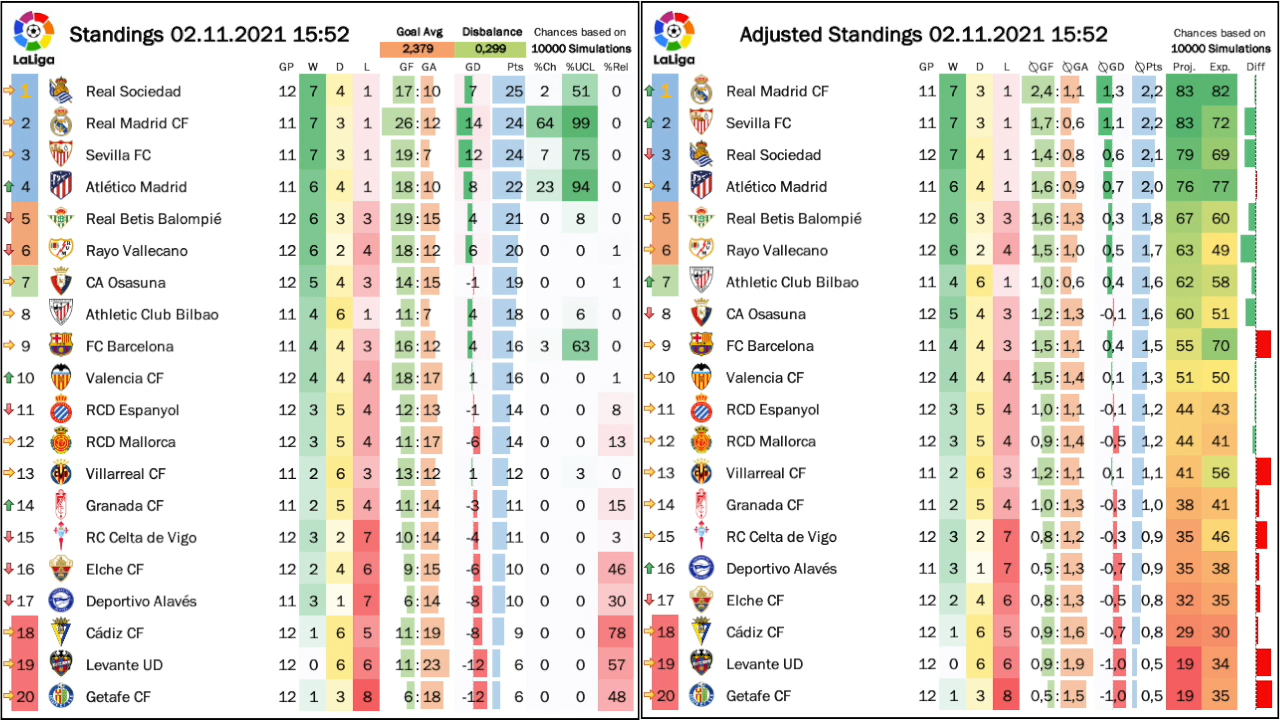 LaLiga
Standings 02.11.2021 15:52
Goal Avg Disbalance Chances based on
2,379 0,299 10000 Simulations
GP W D L GF GA GD Pts %Ch %UCL %Rel
1 Real Sociedad 12 7 4 1 17 : 10 7 25 2 51 0
2 Real Madrid CF 11 7 3 1 26 : 12 14 24 64 99 0
3 Sevilla FC 11 7 3 1 19 : 7 12 24 7 75 0
4 Atlético Madrid 11 6 4 1 18 : 10 8 22 23 94 0
5 Real Betis Balompié 12 6 3 3 19 : 15 4 21 0 8 0
6 Rayo Vallecano 12 6 2 4 18 : 12 6 20 0 0 1
7 CA Osasuna 12 5 4 3 14 : 15 -1 19 0 0 1
8 Athletic Club Bilbao 11 4 6 1 11 : 7 4 18 0 6 0
9 FC Barcelona 11 4 4 3 16 : 12 4 16 3 63 0
10 Valencia CF 12 4 4 4 18 : 17 1 16 0 0 1
11 RCD Espanyol 12 3 5 4 12 : 13 -1 14 0 0 8
12 RCD Mallorca 12 3 5 4 11 : 17 -6 14 0 0 13
13 Villarreal CF 11 2 6 3 13 : 12 1 12 0 3 0
14 Granada CF 11 2 5 4 11 : 14 -3 11 0 0 15
15 RC Celta de Vigo 12 3 2 7 10 : 14 -4 11 0 0 3
16 Elche CF 12 2 4 6 9 : 15 -6 10 0 0 46
17 Deportivo Alavés 11 3 1 7 6 : 14 -8 10 0 0 30
18 Cádiz CF 12 1 6 5 11 : 19 -8 9 0 0 78
19 Levante UD 12 0 6 6 11 : 23 -12 6 0 0 57
20 Getafe CF 12 1 3 8 6 : 18 -12 6 0 0 48
LaLiga
Adjusted Standings 02.11.2021 15:52
Chances based on
10000 Simulations
GP W D L ∅GF ∅GA ∅GD ∅Pts Proj. Exp. Diff
1 Real Madrid CF 11 7 3 1 2,4 : 1,1 1,3 2,2 83 82
2 Sevilla FC 11 7 3 1 1,7 : 0,6 1,1 2,2 83 72
3 Real Sociedad 12 7 4 1 1,4 : 0,8 0,6 2,1 79 69
4 Atlético Madrid 11 6 4 1 1,6 : 0,9 0,7 2,0 76 77
5 Real Betis Balompié 12 6 3 3 1,6 : 1,3 0,3 1,8 67 60
6 Rayo Vallecano 12 6 2 4 1,5 : 1,0 0,5 1,7 63 49
7 Athletic Club Bilbao 11 4 6 1 1,0 : 0,6 0,4 1,6 62 58
8 CA Osasuna 12 5 4 3 1,2 : 1,3 -0,1 1,6 60 51
9 FC Barcelona 11 4 4 3 1,5 : 1,1 0,4 1,5 55 70
10 Valencia CF 12 4 4 4 1,5 : 1,4 0,1 1,3 51 50
11 RCD Espanyol 12 3 5 4 1,0 : 1,1 -0,1 1,2 44 43
12 RCD Mallorca 12 3 5 4 0,9 : 1,4 -0,5 1,2 44 41
13 Villarreal CF 11 2 6 3 1,2 : 1,1 0,1 1,1 41 56
14 Granada CF 11 2 5 4 1,0 : 1,3 -0,3 1,0 38 41
15 RC Celta de Vigo 12 3 2 7 0,8 : 1,2 -0,3 0,9 35 46
16 Deportivo Alavés 11 3 1 7 0,5 : 1,3 -0,7 0,9 35 38
17 Elche CF 12 2 4 6 0,8 : 1,3 -0,5 0,8 32 35
18 Cádiz CF 12 1 6 5 0,9 : 1,6 -0,7 0,8 29 30
19 Levante UD 12 0 6 6 0,9 : 1,9 -1,0 0,5 19 34
20 Getafe CF 12 1 3 8 0,5 : 1,5 -1,0 0,5 19 35